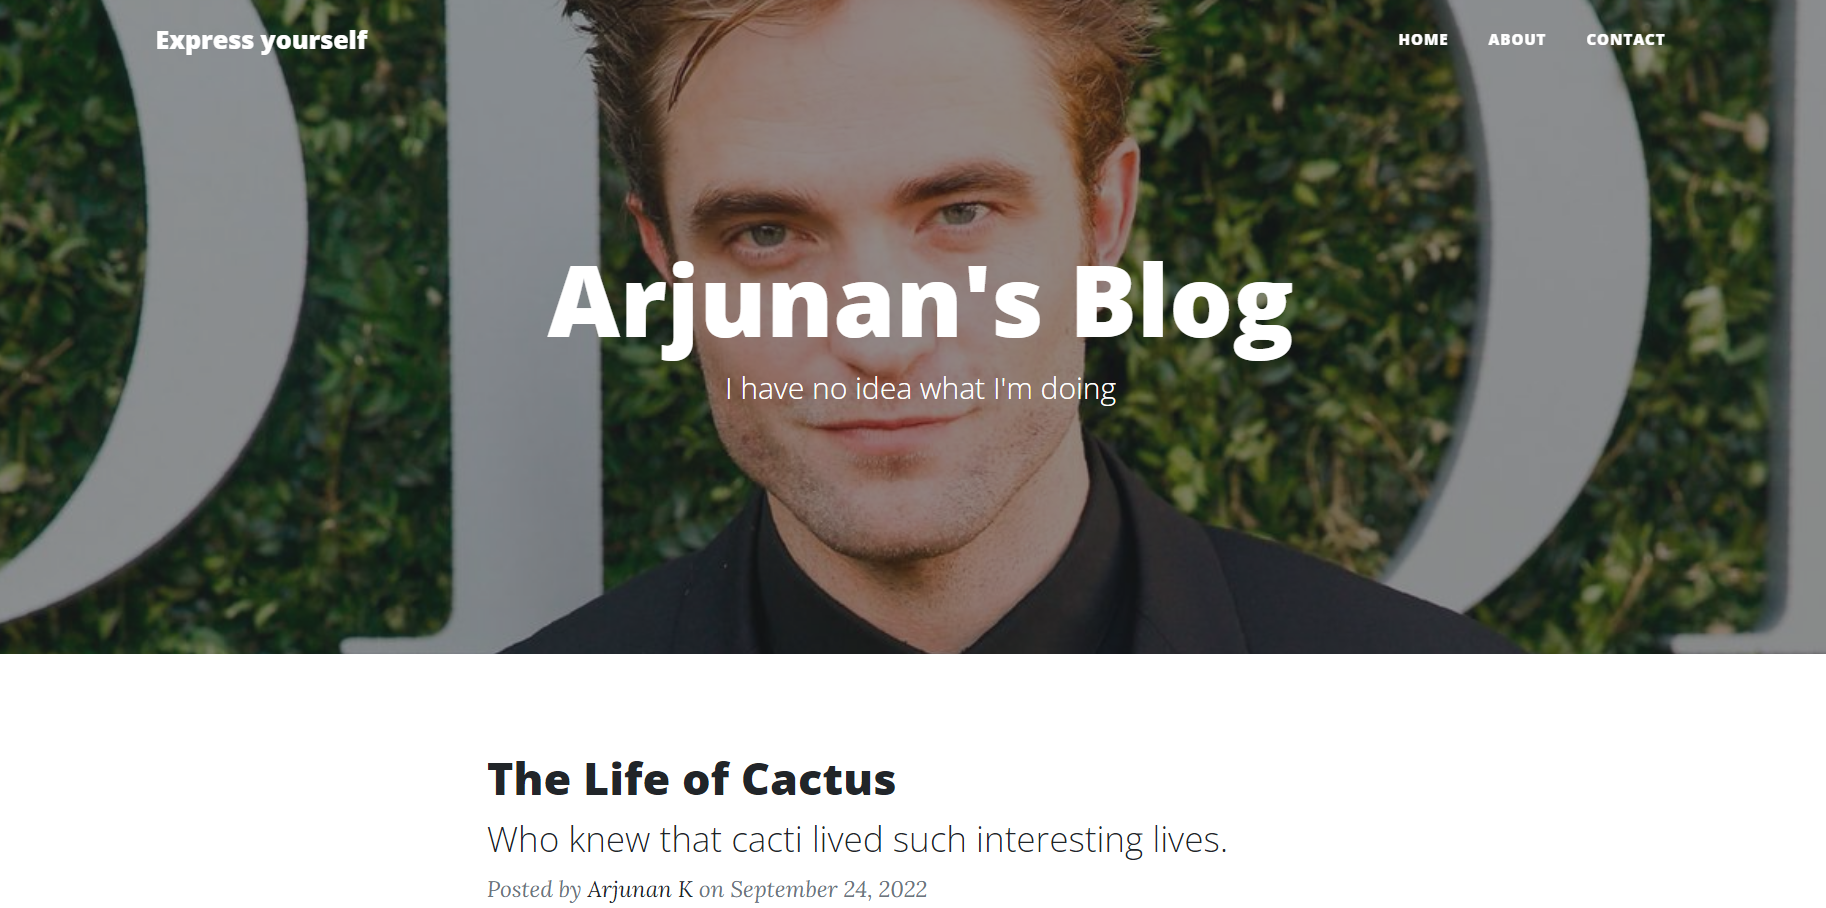 Express yourself
HOME ABOUT CONTACT
Arjunan's Blog
I have no idea what I'm doing
The Life of Cactus
Who knew that cacti lived such interesting lives.
Posted by Arjunan K on September 24, 2022